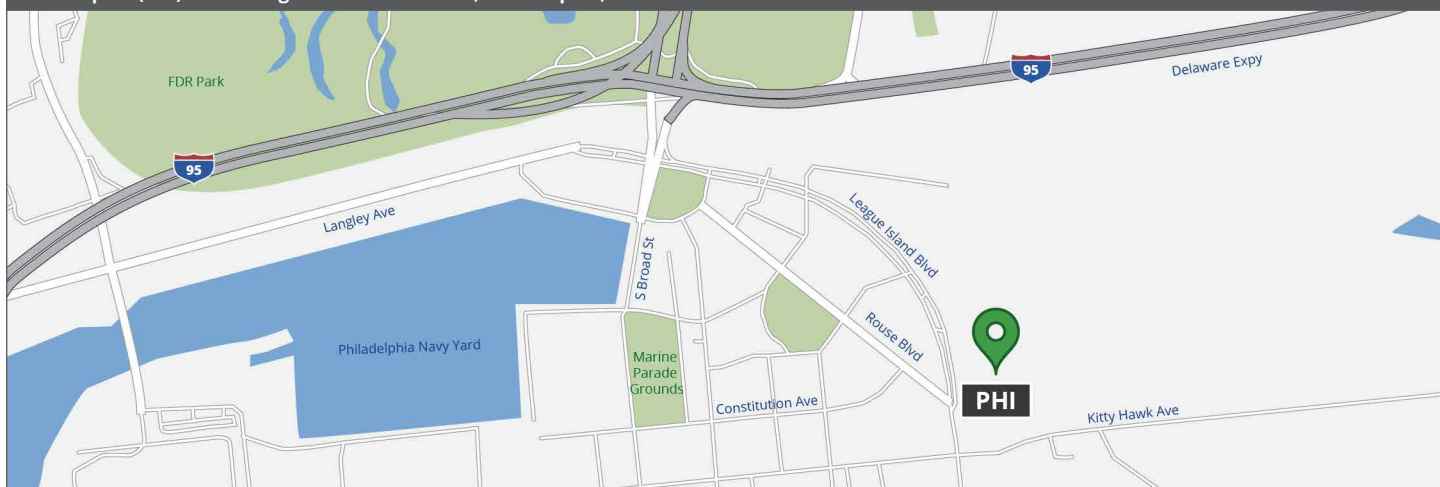 FDR Park
95
Delaware Expy
95
Langley Ave
League Island Blvd
S Broad St
Rouse Blvd
Philadelphia Navy Yard
Marine
Parade
Grounds
PHI
Constitution Ave
Kitty Hawk Ave